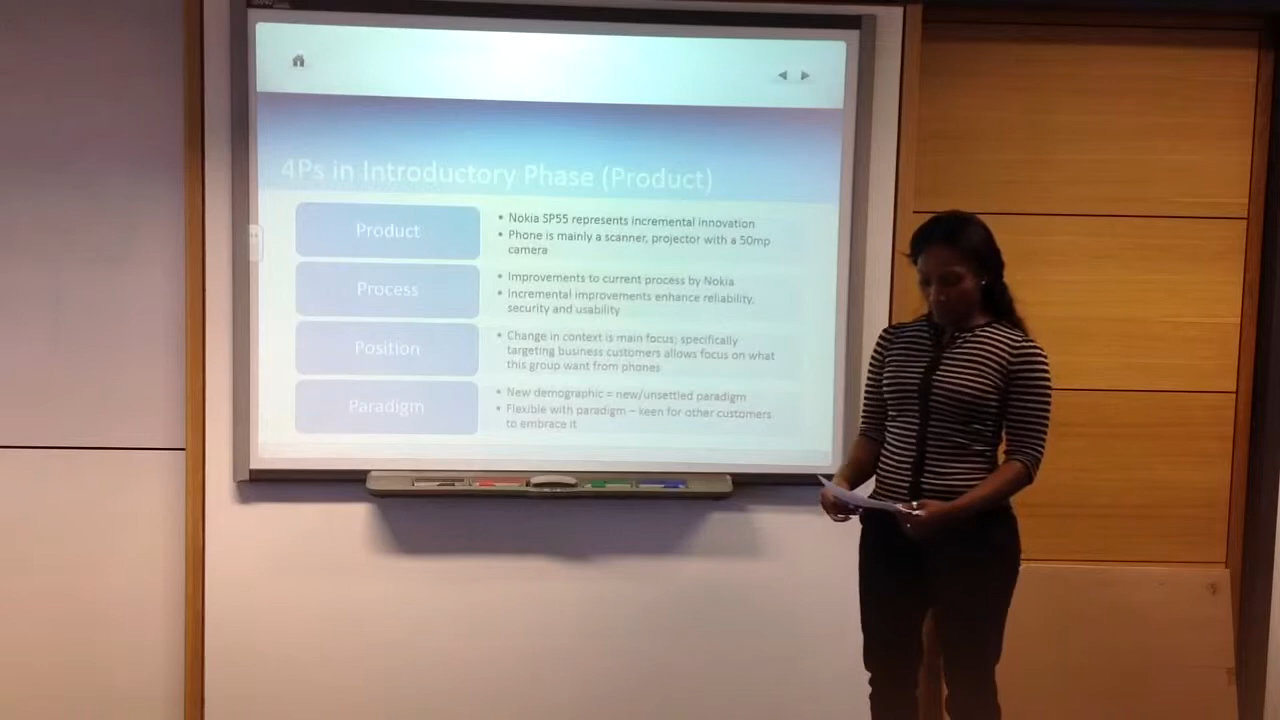 4Ps in Introductory Phase (Product)
Product
• Nokia SP55 represents incremental innovation
• Phone is mainly a scanner, projector with a 50mp
camera
Process
• Improvements to current process by Nokia
• Incremental improvements enhance reliability,
security and usability
Position
• Change in context is main focus; specifically
targeting business customers allows focus on what
this group want from phones
Paradigm
• New demographic = new/unsettled paradigm
• Flexible with paradigm – keen for other customers
to embrace it